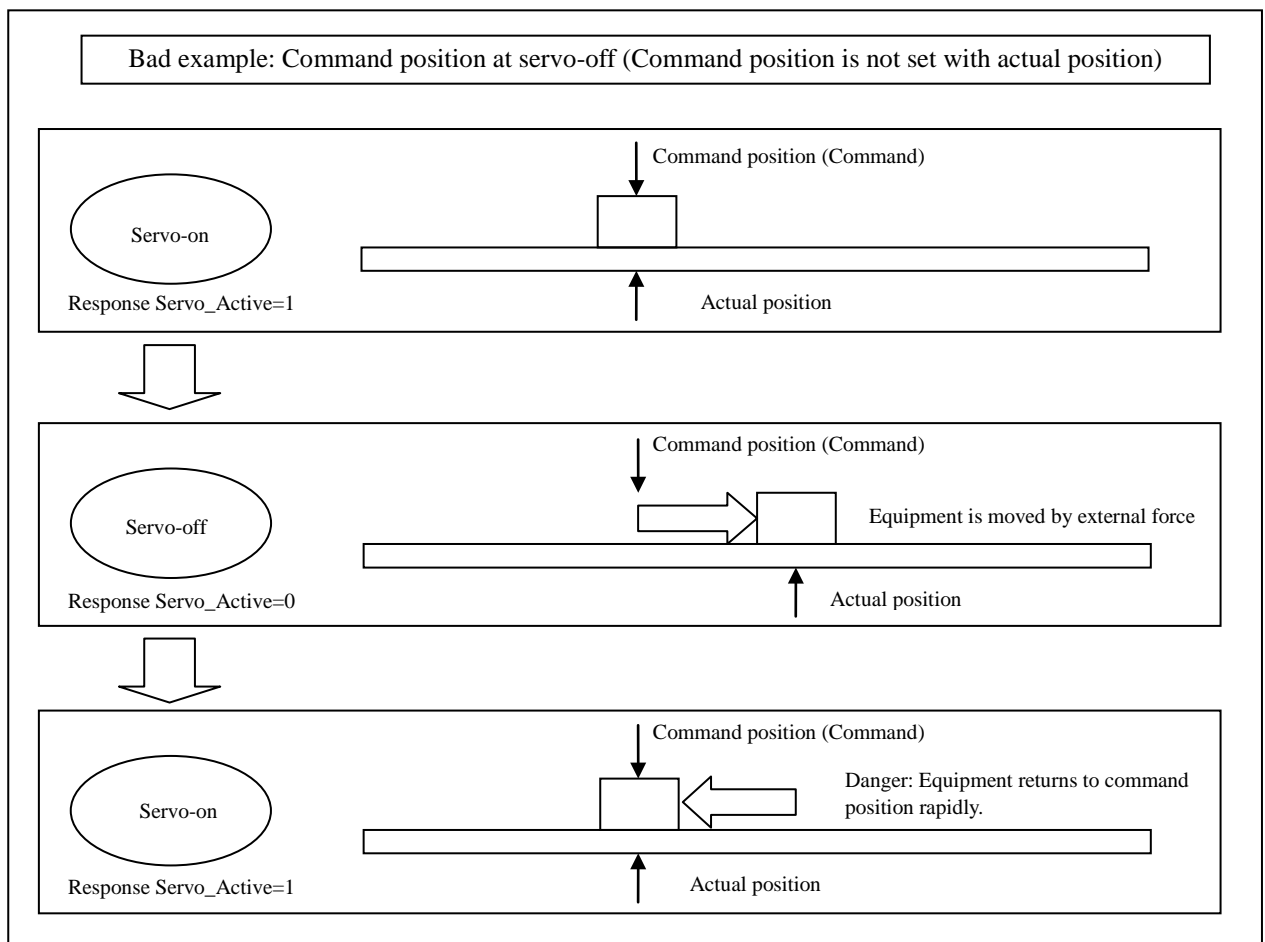 Bad example: Command position at servo-off (Command position is not set with actual position)
Command position (Command)
Servo-on
Response Servo_Active=1
Actual position
Command position (Command)
Servo-off
Equipment is moved by external force
Response Servo_Active=0
Actual position
Command position (Command)
Danger: Equipment returns to command
position rapidly.
Servo-on
Response Servo_Active=1
Actual position